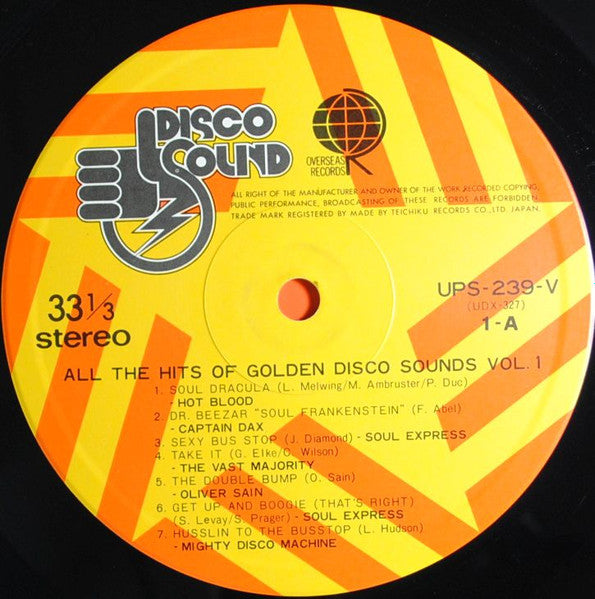 DISCO
SOUND
OVERSEAS
RECORDS
ALL RIGHT OF THE MANUFACTURER AND OWNER OF THE WORK RECORDED COPYING,
PUBLIC PERFORMANCE, BROADCASTING OF THESE RECORDS ARE FORBIDDEN.
TRADE MARK REGISTERED BY MADE BY TEICHIKU RECORDS CO., LTD. JAPAN.
33 1/3
stereo
UPS-239-V
(UDX-327)
1-A
ALL THE HITS OF GOLDEN DISCO SOUNDS VOL. 1
1. SOUL DRACULA (L. Melwing/M. Ambruster/P. Duc)
- HOT BLOOD
2. DR. BEEZAR "SOUL FRANKENSTEIN" (F. Abel)
- CAPTAIN DAX
3. SEXY BUS STOP (J. Diamond) - SOUL EXPRESS
4. TAKE IT (G. Elke/C. Wilson)
- THE VAST MAJORITY
5. THE DOUBLE BUMP (O. Sain)
- OLIVER SAIN
6. GET UP AND BOOGIE (THAT'S RIGHT)
(S. Levay/S. Prager) - SOUL EXPRESS
7. HUSSLIN TO THE BUSSTOP (L. Hudson)
- MIGHTY DISCO MACHINE